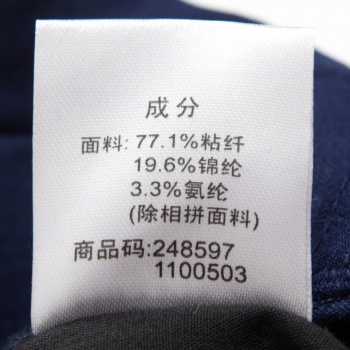 成分
面料: 77.1%粘纤
19.6%锦纶
3.3%氨纶
(除相拼面料)
商品码:248597
1100503